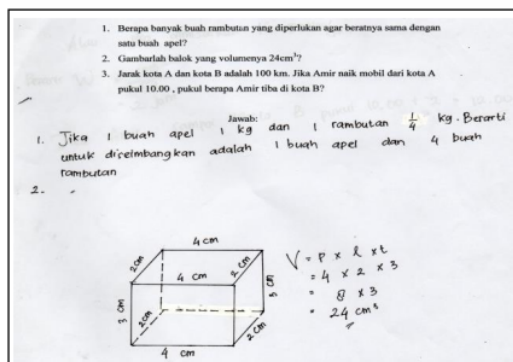 1. Berapa banyak buah rambutan yang diperlukan agar beratnya sama dengan
satu buah apel?
2. Gambarlah balok yang volumenya 24cm³?
3. Jarak kota A dan kota B adalah 100 km. Jika Amir naik mobil dari kota A
pukul 10.00 , pukul berapa Amir tiba di kota B?
Jawab:
1. Jika 1 buah apel 1 kg dan 1 rambutan 1/4 kg. Berarti
untuk diseimbangkan adalah 1 buah apel dan 4 buah
rambutan
2.
4 cm
2 cm
4 cm
2 cm
3 cm
2 cm
3 cm
2 cm
4 cm
V = p x l x t
= 4 x 2 x 3
= 8 x 3
= 24 cm³